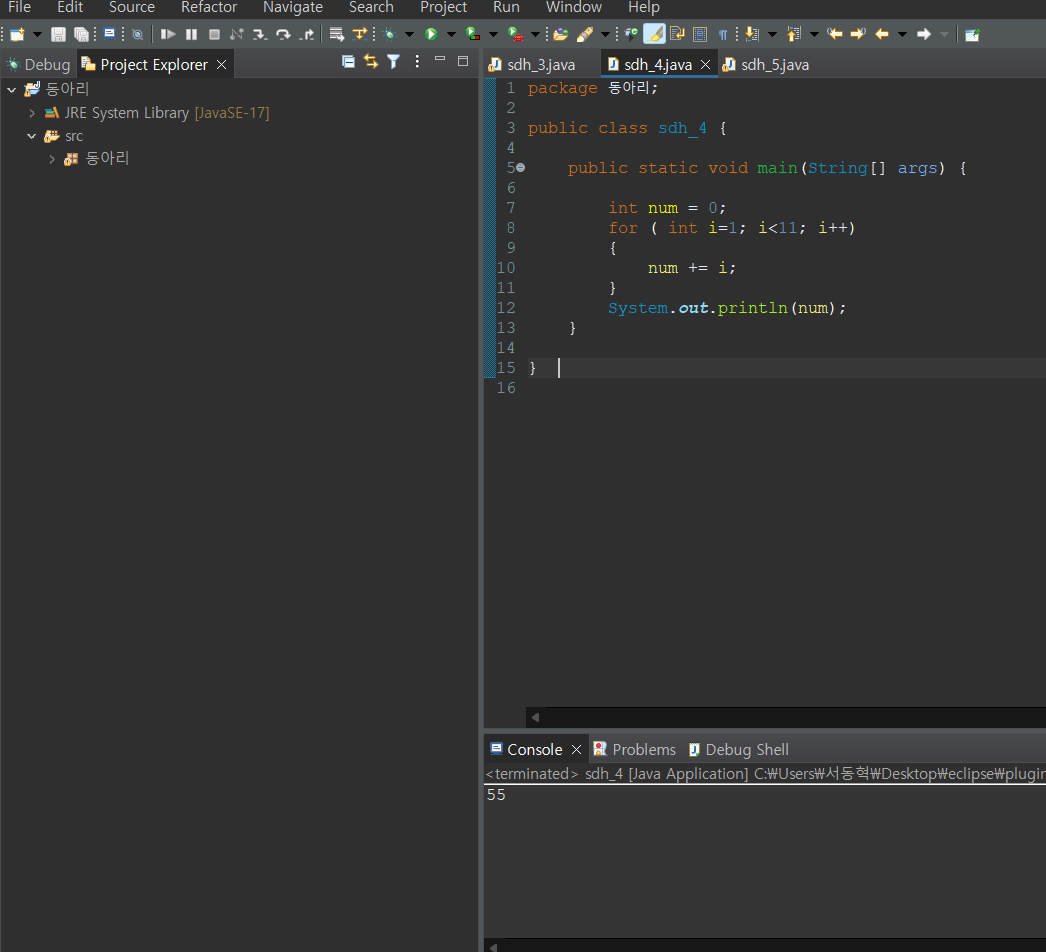 File Edit Source Refactor Navigate Search Project Run Window Help
Debug Project Explorer
동아리
JRE System Library [JavaSE-17]
src
동아리
sdh_3.java sdh_4.java sdh_5.java
1 package 동아리;
2
3 public class sdh_4 {
4
5 public static void main(String[] args) {
6
7 int num = 0;
8 for ( int i=1; i<11; i++)
9 {
10 num += i;
11 }
12 System.out.println(num);
13 }
14
15 }
16
Console Problems Debug Shell
<terminated> sdh_4 [Java Application] C:₩Users₩서동혁₩Desktop₩eclipse₩plugin
55